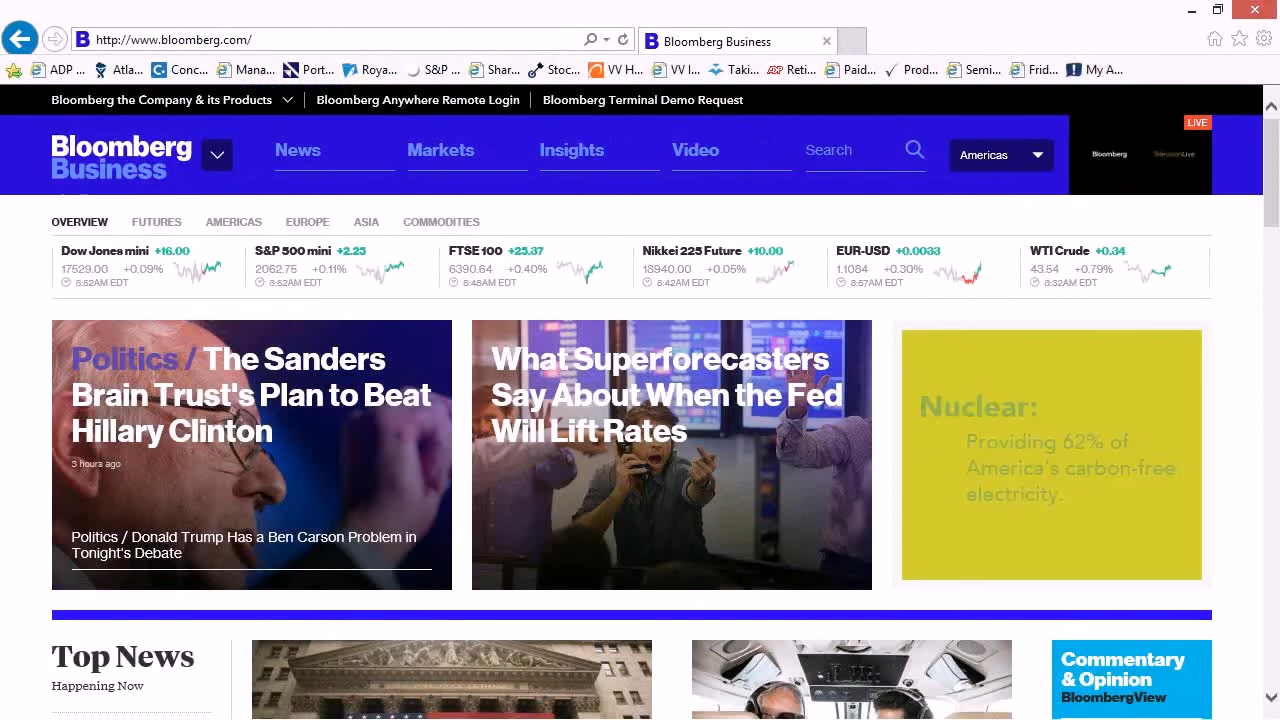 http://www.bloomberg.com/
Bloomberg Business
ADP ...
Atla...
Conc...
Mana...
Port...
Roya...
S&P ...
Shar...
Stoc...
VV H...
VV I...
Taki...
Reti...
Paid...
Prod...
Semi...
Frid...
My A...
Bloomberg the Company & its Products
Bloomberg Anywhere Remote Login
Bloomberg Terminal Demo Request
LIVE
Bloomberg
Business
News
Markets
Insights
Video
Search
Americas
Bloomberg
TelevisionLive
OVERVIEW
FUTURES
AMERICAS
EUROPE
ASIA
COMMODITIES
Dow Jones mini +16.00
17529.00 +0.09%
8:52AM EDT
S&P 500 mini +2.25
2062.75 +0.11%
8:52AM EDT
FTSE 100 +25.37
6390.64 +0.40%
8:48AM EDT
Nikkei 225 Future +10.00
18940.00 +0.05%
8:42AM EDT
EUR-USD +0.0033
1.1084 +0.30%
8:57AM EDT
WTI Crude +0.34
43.54 +0.79%
8:32AM EDT
Politics / The Sanders
Brain Trust's Plan to Beat
Hillary Clinton
3 hours ago
Politics / Donald Trump Has a Ben Carson Problem in
Tonight's Debate
What Superforecasters
Say About When the Fed
Will Lift Rates
Nuclear:
Providing 62% of
America's carbon-free
electricity.
Top News
Happening Now
NEW YORK STOCK EXCHANGE
Commentary
& Opinion
BloombergView